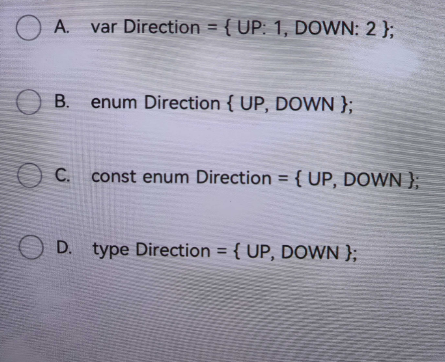 A. var Direction = { UP: 1, DOWN: 2 };
B. enum Direction { UP, DOWN };
C. const enum Direction = { UP, DOWN };
D. type Direction = { UP, DOWN };